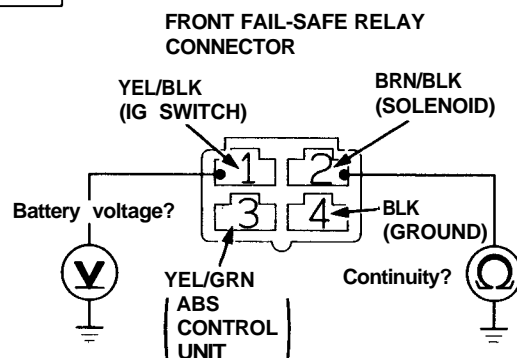 FRONT FAIL-SAFE RELAY
CONNECTOR
YEL/BLK
(IG SWITCH)
BRN/BLK
(SOLENOID)
1
2
3
4
Battery voltage?
BLK
(GROUND)
V
YEL/GRN
ABS
CONTROL
UNIT
Continuity?
Ω